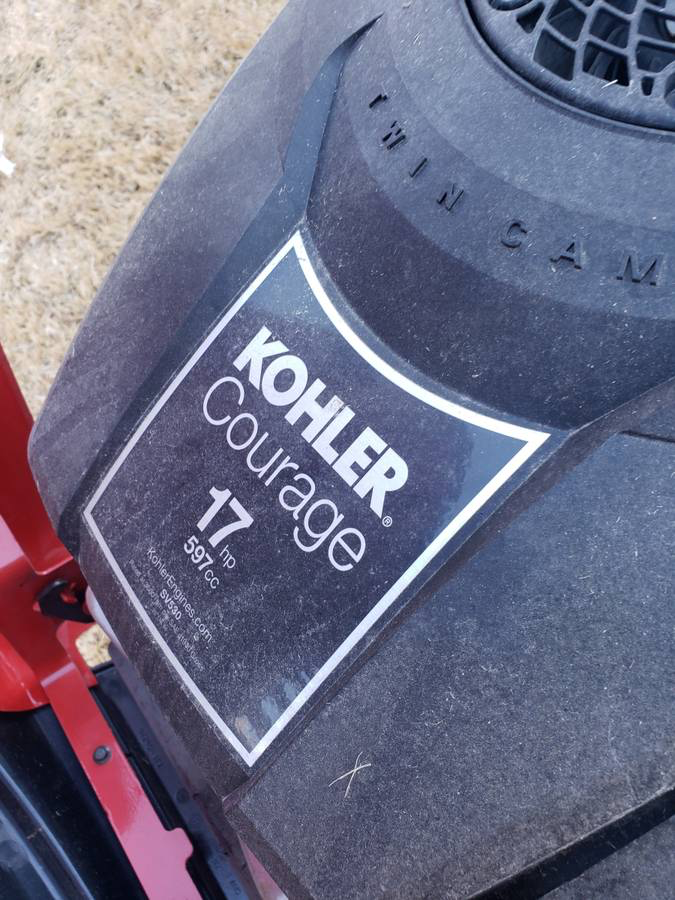 TWIN CAM
KOHLER®
Courage
17 hp
597cc
KohlerEngines.com
SV530